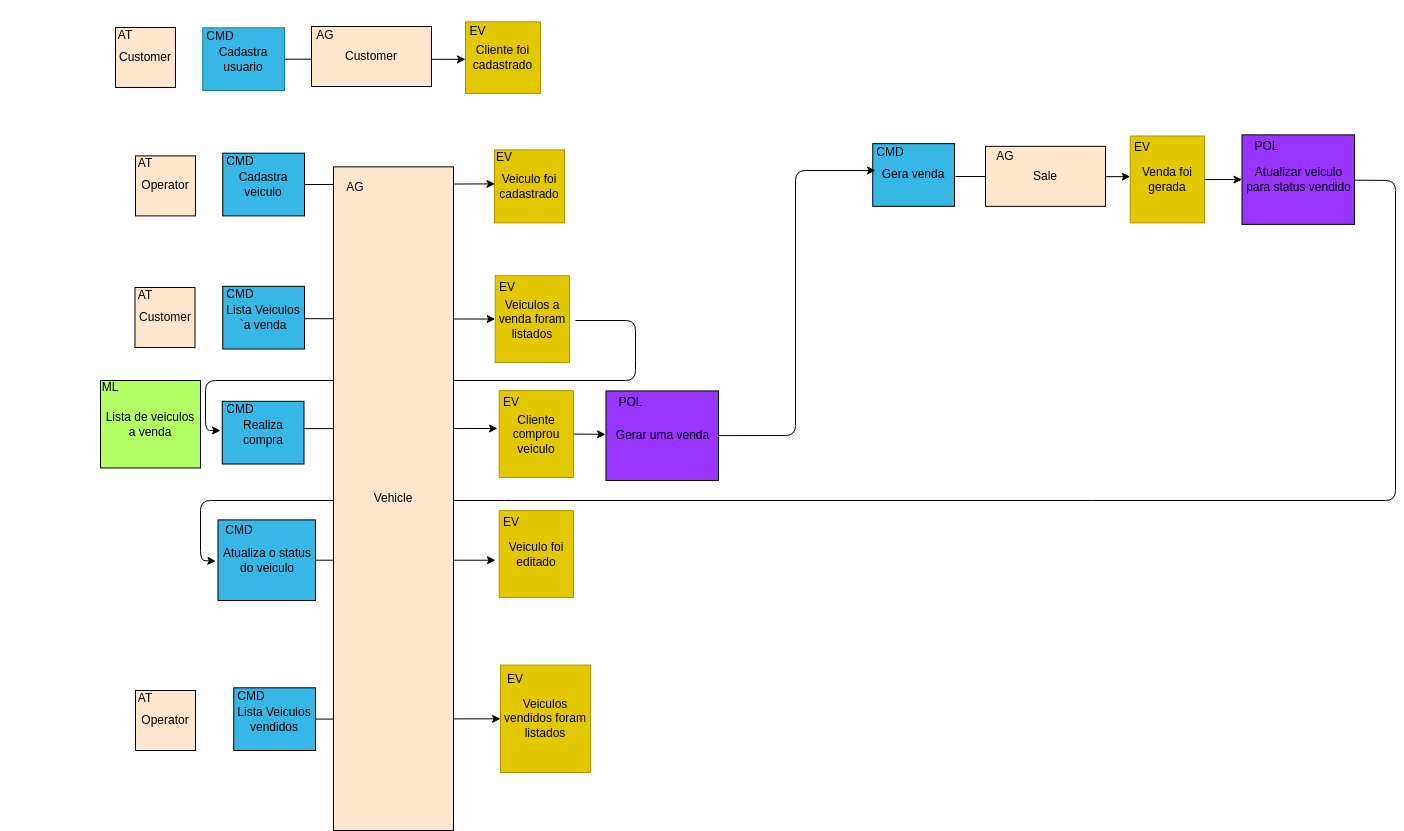 AT
Customer
CMD
Cadastra
usuario
AG
Customer
EV
Cliente foi
cadastrado
AT
Operator
CMD
Cadastra
veiculo
AG
Vehicle
EV
Veiculo foi
cadastrado
CMD
Gera venda
AG
Sale
EV
Venda foi
gerada
POL
Atualizar veiculo
para status vendido
AT
Customer
CMD
Lista Veiculos
`a venda
EV
Veiculos a
venda foram
listados
ML
Lista de veiculos
a venda
CMD
Realiza
compra
EV
Cliente
comprou
veiculo
POL
Gerar uma venda
CMD
Atualiza o status
do veiculo
EV
Veiculo foi
editado
AT
Operator
CMD
Lista Veiculos
vendidos
EV
Veiculos
vendidos foram
listados